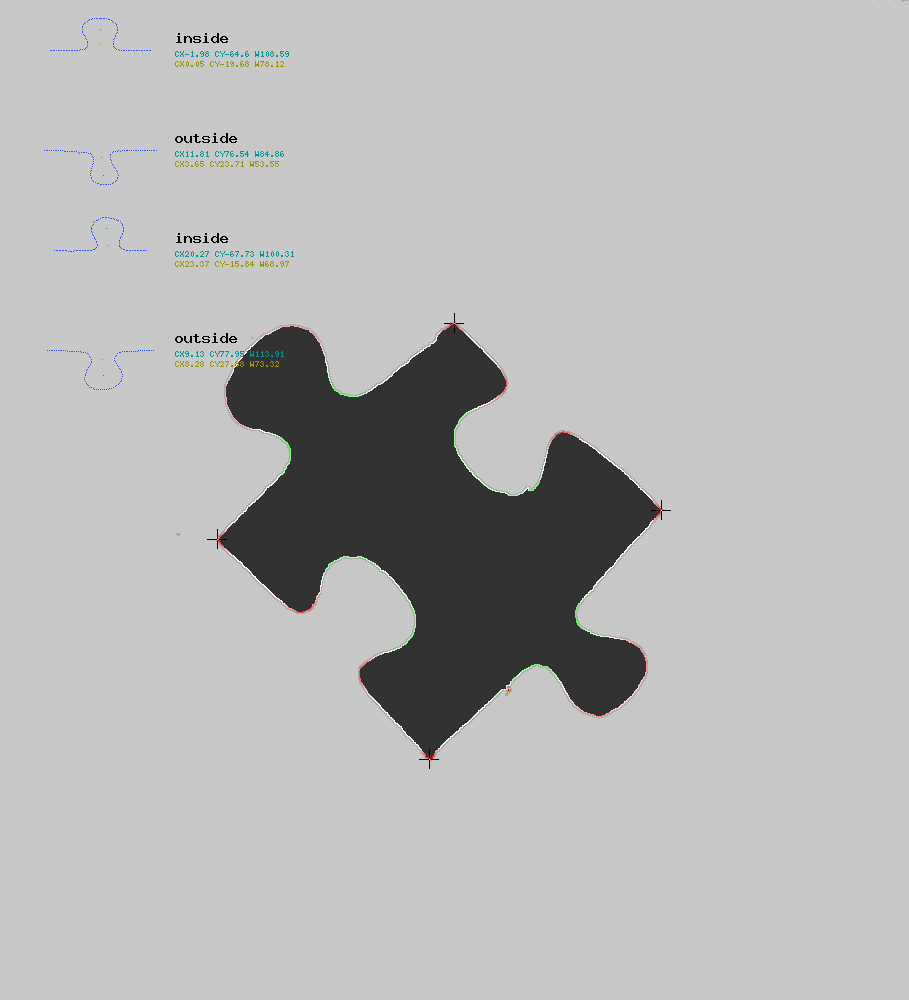 inside
CX-1.98 CY-64.6 W108.59
CX0.05 CY-19.68 W78.12
outside
CX11.81 CY76.54 W84.86
CX3.65 CY23.71 W53.55
inside
CX20.27 CY-67.73 W100.31
CX23.37 CY-15.84 W68.97
outside
CX9.13 CY77.95 W113.91
CX8.28 W73.32